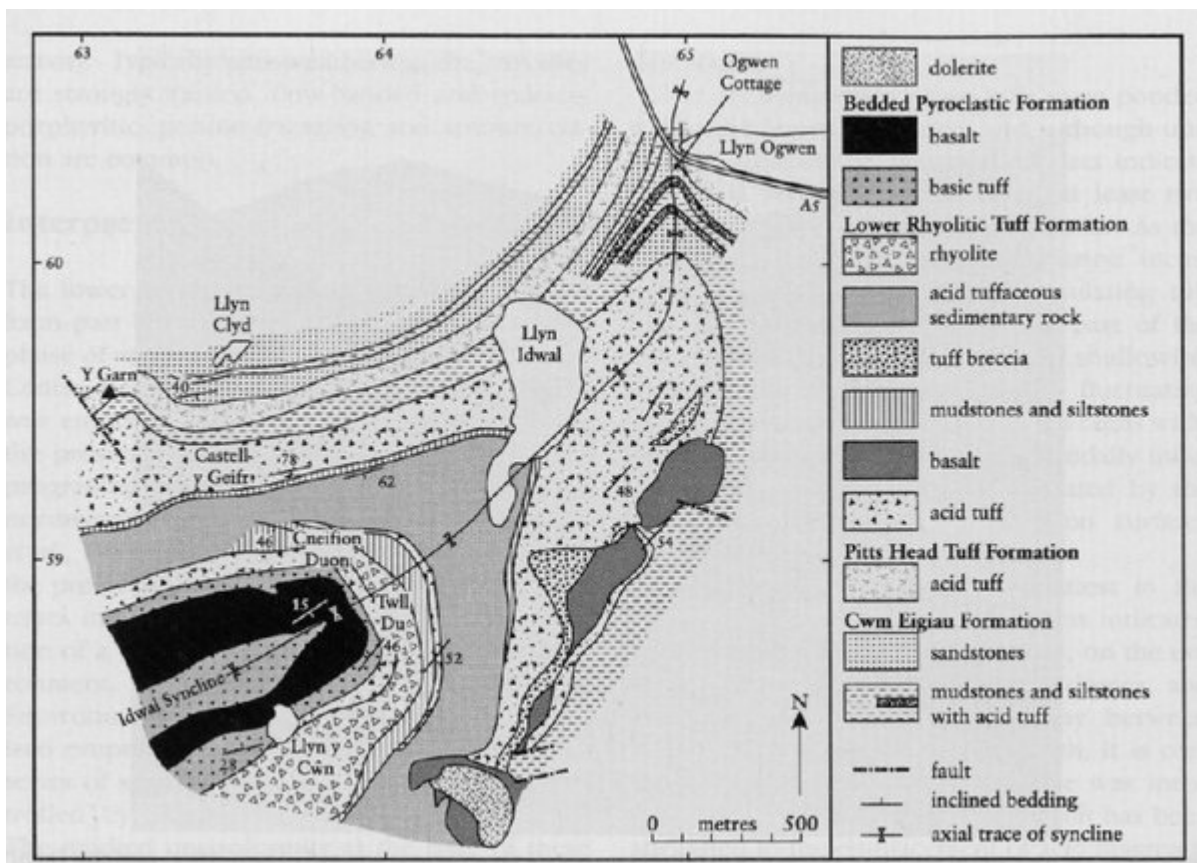 63
64
65
Ogwen
Cottage
Llyn Ogwen
A5
60
Llyn
Clyd
Llyn
Idwal
Y Garn
40
52
Castell
y Geifr
78
62
48
59
46
Cneifion
Duon
54
15
Twll
Du
46
52
Idwal Syncline
28
Llyn y
Cwn
N
0 metres 500
dolerite
Bedded Pyroclastic Formation
basalt
basic tuff
Lower Rhyolitic Tuff Formation
rhyolite
acid tuffaceous
sedimentary rock
tuff breccia
mudstones and siltstones
basalt
acid tuff
Pitts Head Tuff Formation
acid tuff
Cwm Eigiau Formation
sandstones
mudstones and siltstones
with acid tuff
fault
inclined bedding
axial trace of syncline